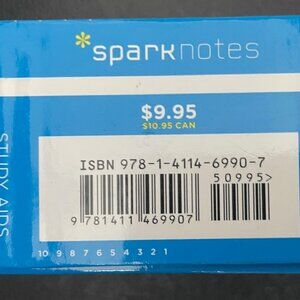 *sparknotes
$9.95
$10.95 CAN
STUDY AIDS
ISBN 978-1-4114-6990-7
50995>
9 781411 469907
10 9 8 7 6 5 4 3 2 1